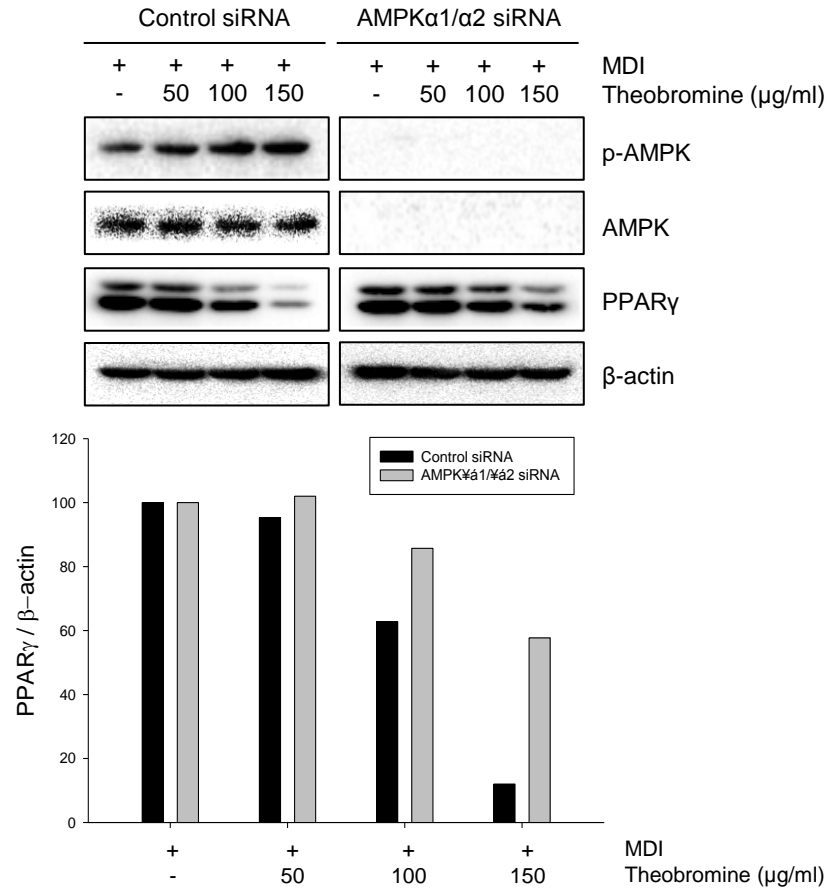 Control siRNA AMPKα1/α2 siRNA
+ + + + + + + + MDI
- 50 100 150 - 50 100 150 Theobromine (μg/ml)
p-AMPK
AMPK
PPARγ
β-actin
120
100
80
60
40
20
0
PPARγ / β−actin
Control siRNA
AMPK¥á1/¥á2 siRNA
+ + + + MDI
- 50 100 150 Theobromine (μg/ml)